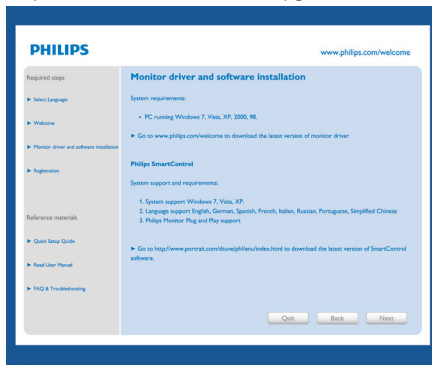 PHILIPS
www.philips.com/welcome
Required steps
► Select Language
► Welcome
► Monitor driver and software installation
► Registration
Reference materials
► Quick Setup Guide
► Read User Manual
► FAQ & Troubleshooting
Monitor driver and software installation
System requirements:
• PC running Windows 7, Vista, XP, 2000, 98.
► Go to www.philips.com/welcome to download the latest version of monitor driver
Philips SmartControl
System support and requirements:
1. System support Windows 7, Vista, XP.
2. Language support English, German, Spanish, French, Italian, Russian, Portuguese, Simplified Chinese
3. Philips Monitor Plug and Play support
► Go to http://www.portrait.com/dtune/phl/enu/index.html to download the latest version of SmartControl
software.
Quit
Back
Next